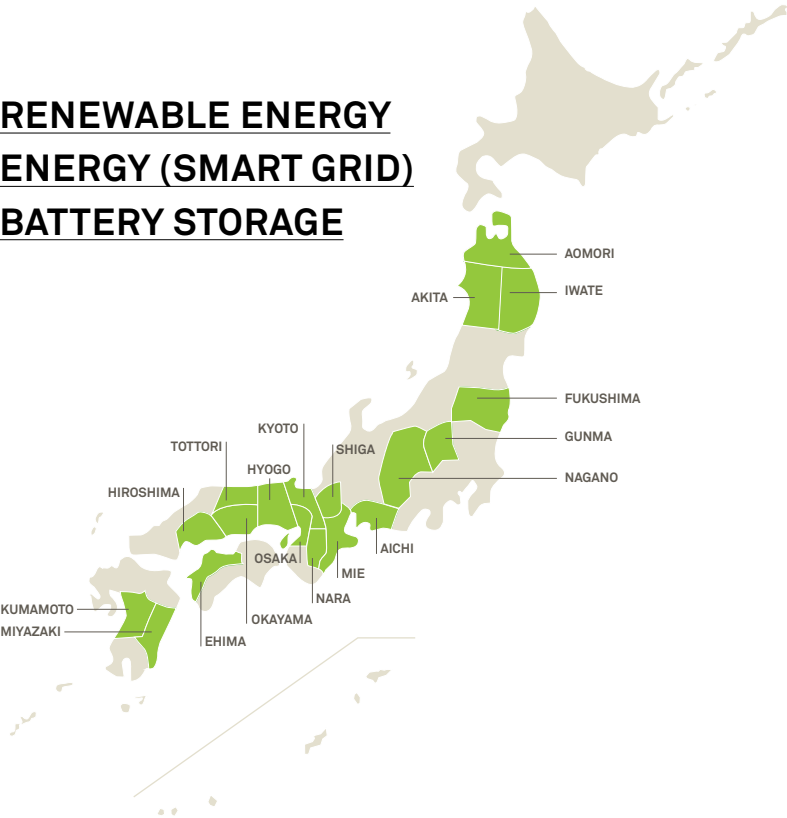 RENEWABLE ENERGY
ENERGY (SMART GRID)
BATTERY STORAGE
AOMORI
AKITA
IWATE
FUKUSHIMA
GUNMA
NAGANO
KYOTO
TOTTORI
SHIGA
HYOGO
HIROSHIMA
AICHI
OSAKA
MIE
NARA
OKAYAMA
KUMAMOTO
MIYAZAKI
EHIMA